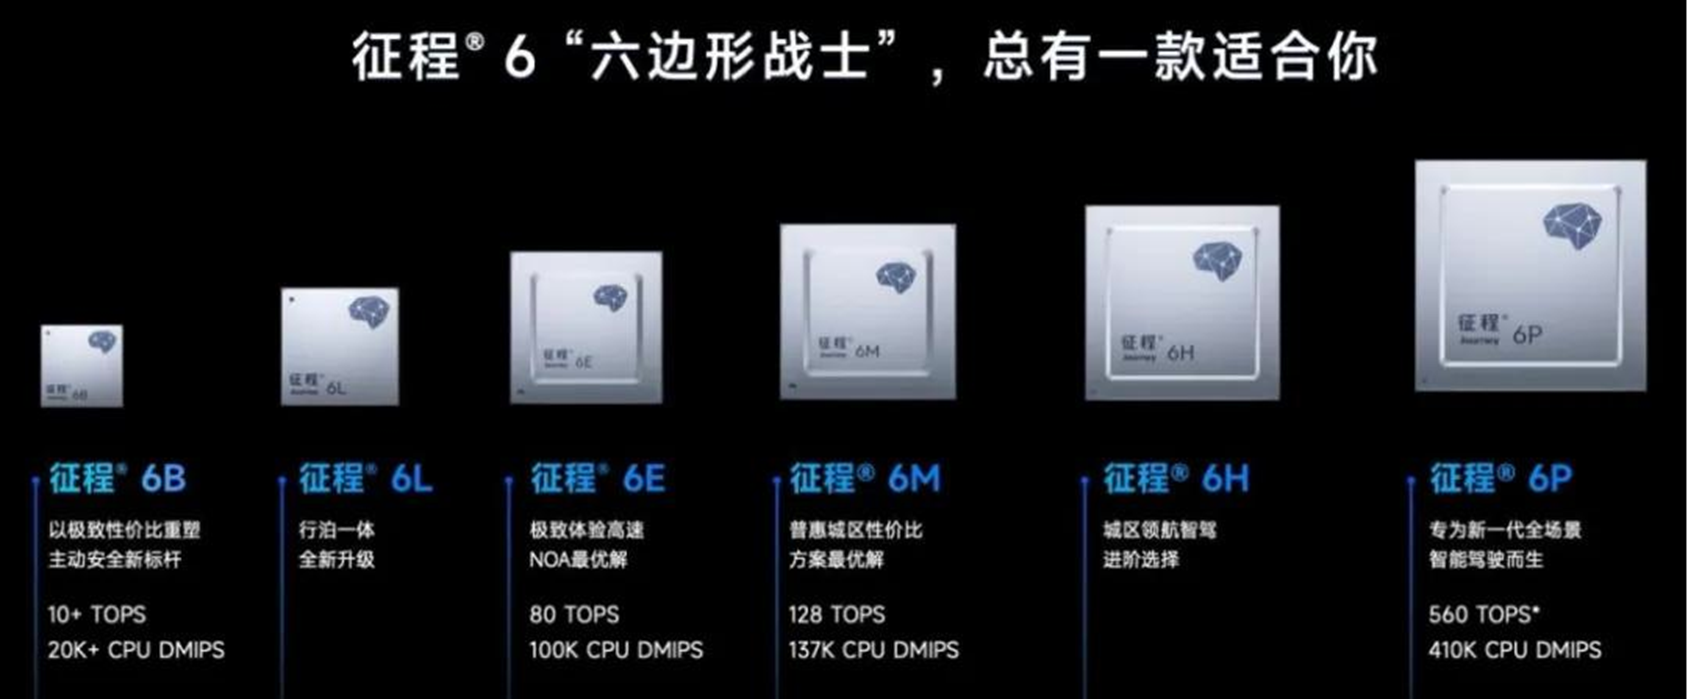 征程® 6 “六边形战士”，总有一款适合你
征程®
Journey 6B
征程®
Journey 6L
征程®
Journey 6E
征程®
Journey 6M
征程®
Journey 6H
征程®
Journey 6P
征程® 6B
以极致性价比重塑
主动安全新标杆
10+ TOPS
20K+ CPU DMIPS
征程® 6L
行泊一体
全新升级
征程® 6E
极致体验高速
NOA最优解
80 TOPS
100K CPU DMIPS
征程® 6M
普惠城区性价比
方案最优解
128 TOPS
137K CPU DMIPS
征程® 6H
城区领航智驾
进阶选择
征程® 6P
专为新一代全场景
智能驾驶而生
560 TOPS*
410K CPU DMIPS